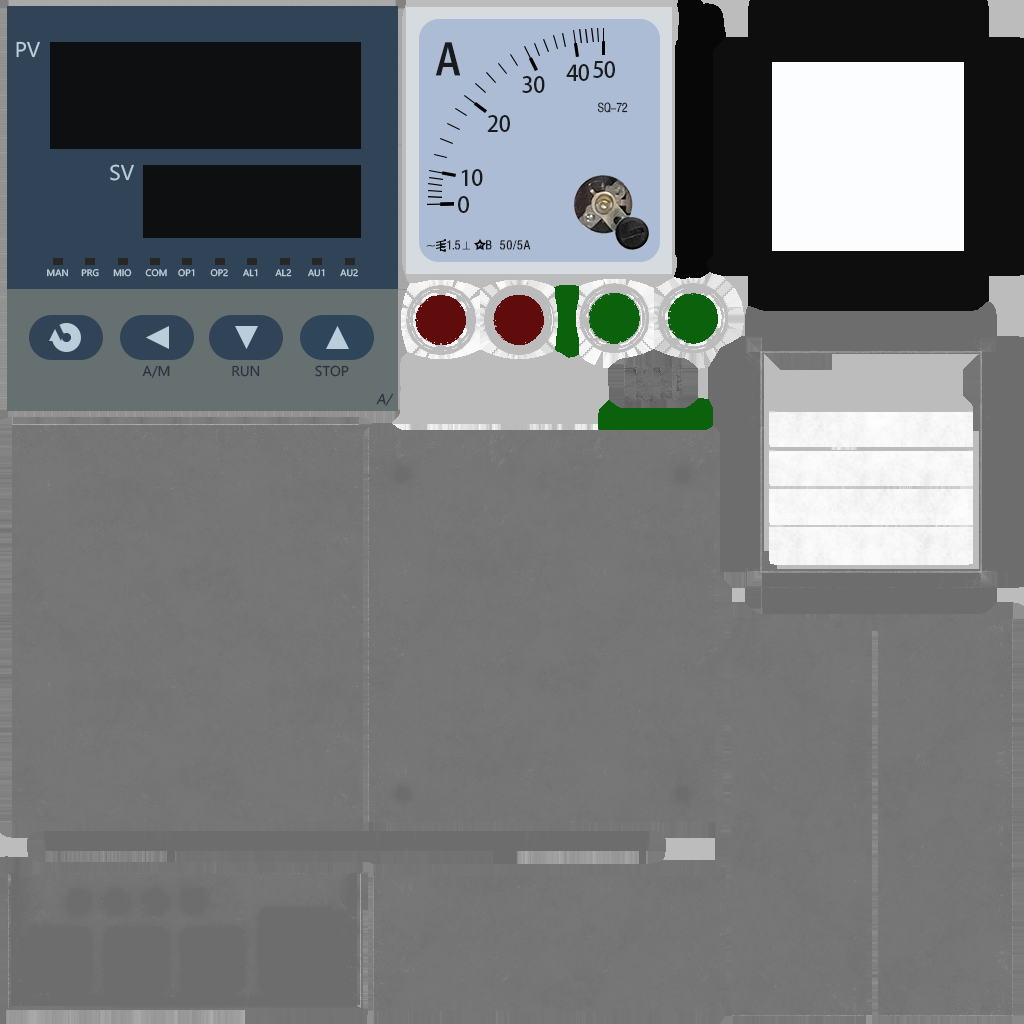 PV
SV
MAN PRG MIO COM OP1 OP2 AL1 AL2 AU1 AU2
A/M RUN STOP
A/
A
50
40
30
20
10
0
SQ-72
1.5⊥ ☆B 50/5A